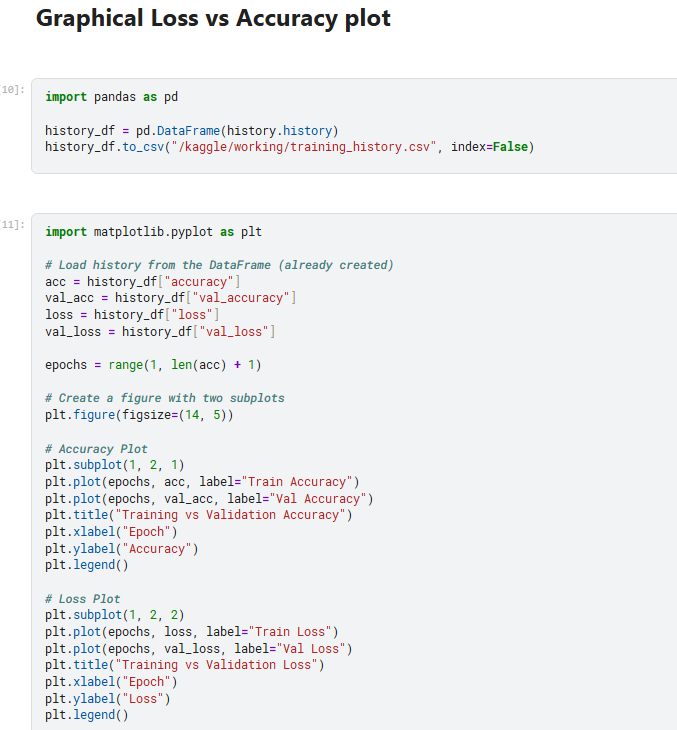 Graphical Loss vs Accuracy plot
10]:
import pandas as pd
history_df = pd.DataFrame(history.history)
history_df.to_csv("/kaggle/working/training_history.csv", index=False)
11]:
import matplotlib.pyplot as plt
# Load history from the DataFrame (already created)
acc = history_df["accuracy"]
val_acc = history_df["val_accuracy"]
loss = history_df["loss"]
val_loss = history_df["val_loss"]
epochs = range(1, len(acc) + 1)
# Create a figure with two subplots
plt.figure(figsize=(14, 5))
# Accuracy Plot
plt.subplot(1, 2, 1)
plt.plot(epochs, acc, label="Train Accuracy")
plt.plot(epochs, val_acc, label="Val Accuracy")
plt.title("Training vs Validation Accuracy")
plt.xlabel("Epoch")
plt.ylabel("Accuracy")
plt.legend()
# Loss Plot
plt.subplot(1, 2, 2)
plt.plot(epochs, loss, label="Train Loss")
plt.plot(epochs, val_loss, label="Val Loss")
plt.title("Training vs Validation Loss")
plt.xlabel("Epoch")
plt.ylabel("Loss")
plt.legend()